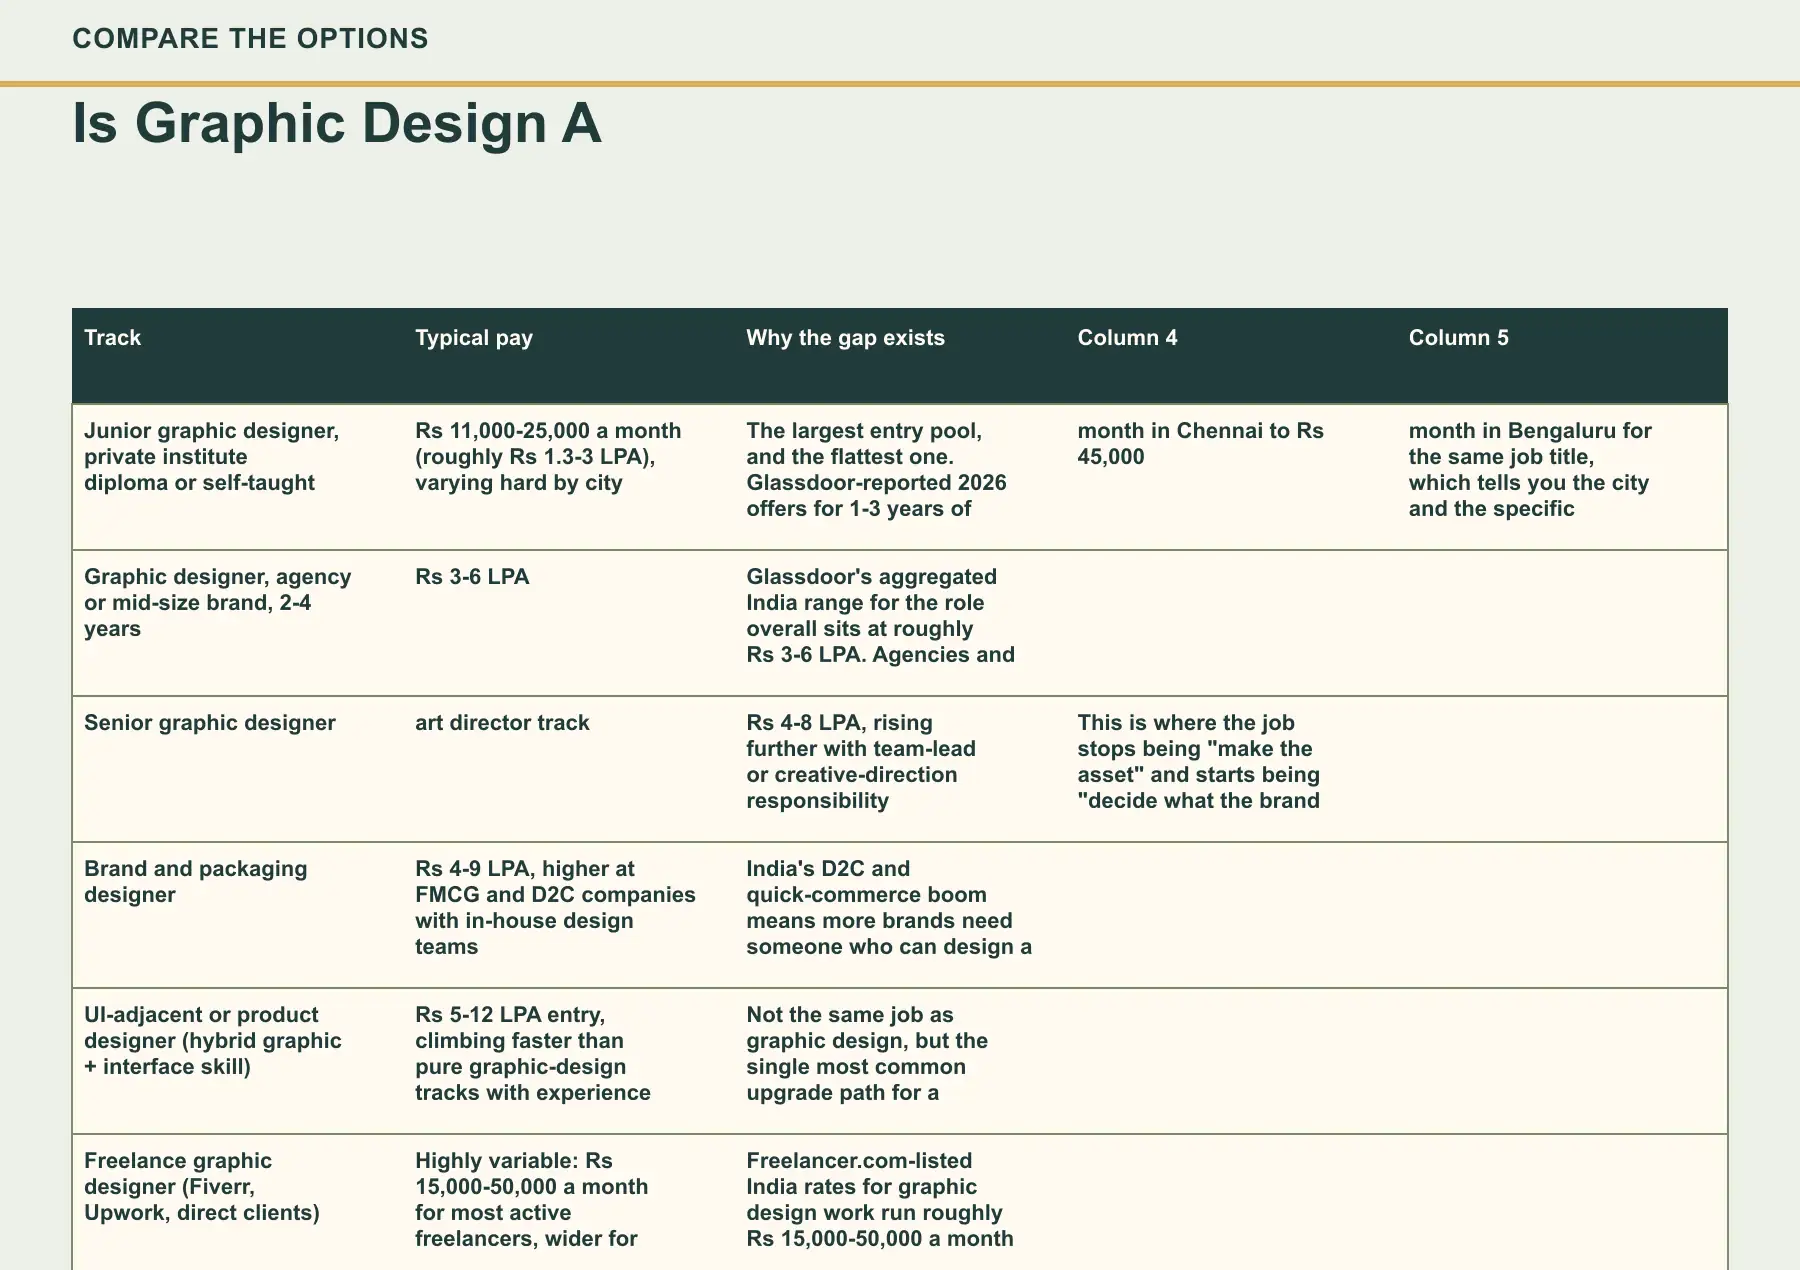 COMPARE THE OPTIONS
Is Graphic Design A
Track
Typical pay
Why the gap exists
Column 4
Column 5
Junior graphic designer,
private institute
diploma or self-taught
Rs 11,000-25,000 a month
(roughly Rs 1.3-3 LPA),
varying hard by city
The largest entry pool,
and the flattest one.
Glassdoor-reported 2026
offers for 1-3 years of
month in Chennai to Rs
45,000
month in Bengaluru for
the same job title,
which tells you the city
and the specific
Graphic designer, agency
or mid-size brand, 2-4
years
Rs 3-6 LPA
Glassdoor's aggregated
India range for the role
overall sits at roughly
Rs 3-6 LPA. Agencies and
Senior graphic designer
art director track
Rs 4-8 LPA, rising
further with team-lead
or creative-direction
responsibility
This is where the job
stops being "make the
asset" and starts being
"decide what the brand
Brand and packaging
designer
Rs 4-9 LPA, higher at
FMCG and D2C companies
with in-house design
teams
India's D2C and
quick-commerce boom
means more brands need
someone who can design a
UI-adjacent or product
designer (hybrid graphic
+ interface skill)
Rs 5-12 LPA entry,
climbing faster than
pure graphic-design
tracks with experience
Not the same job as
graphic design, but the
single most common
upgrade path for a
Freelance graphic
designer (Fiverr,
Upwork, direct clients)
Highly variable: Rs
15,000-50,000 a month
for most active
freelancers, wider for
Freelancer.com-listed
India rates for graphic
design work run roughly
Rs 15,000-50,000 a month